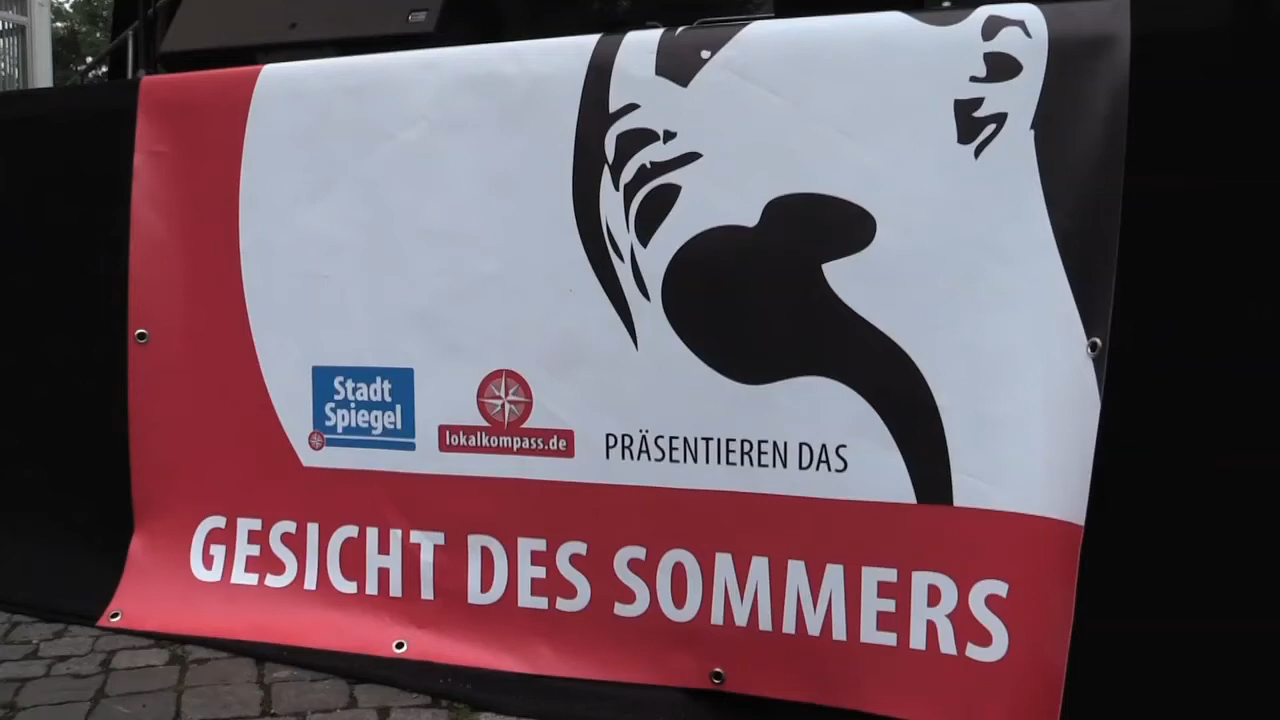 Stadt
Spiegel
lokalkompass.de
PRÄSENTIEREN DAS
GESICHT DES SOMMERS